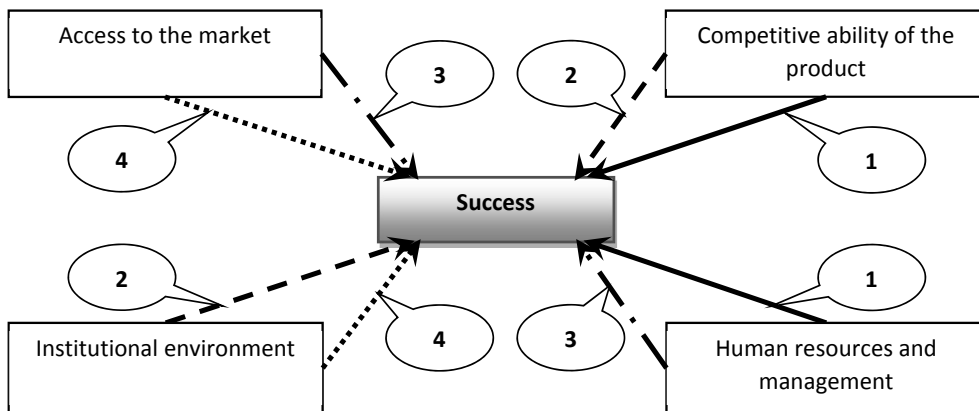 Access to the market
3
2
Competitive ability of the
product
4
1
Success
2
1
Institutional environment
4
3
Human resources and
management